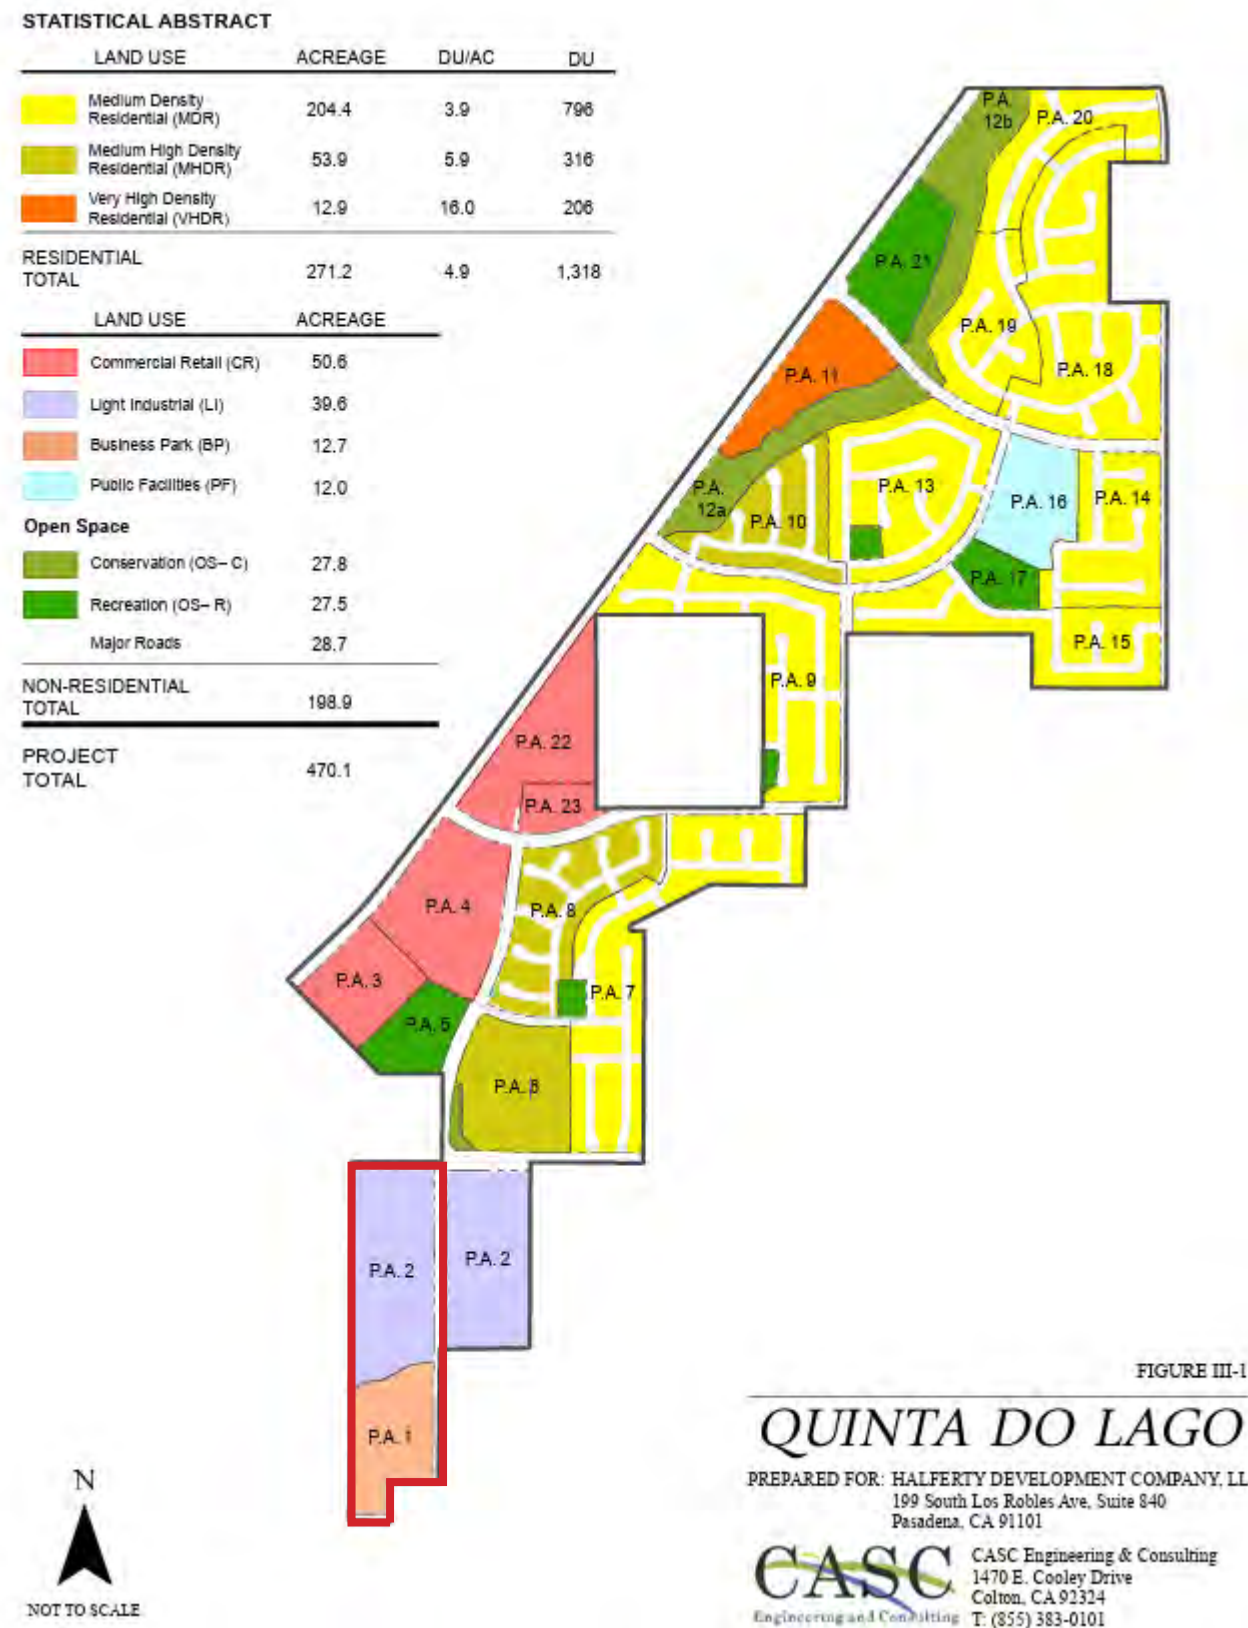 STATISTICAL ABSTRACT
LAND USE ACREAGE DU/AC DU
Medium Density
Residential (MDR) 204.4 3.9 796
Medium High Density
Residential (MHDR) 53.9 5.9 316
Very High Density
Residential (VHDR) 12.9 16.0 206
RESIDENTIAL
TOTAL 271.2 4.9 1,318
LAND USE ACREAGE
Commercial Retail (CR) 50.6
Light Industrial (LI) 39.6
Business Park (BP) 12.7
Public Facilities (PF) 12.0
Open Space
Conservation (OS– C) 27.8
Recreation (OS– R) 27.5
Major Roads 28.7
NON-RESIDENTIAL
TOTAL 198.9
PROJECT
TOTAL 470.1
P.A.
12b
P.A. 20
P.A. 21
P.A. 19
P.A. 18
P.A. 11
P.A.
12a
P.A. 10
P.A. 13
P.A. 16
P.A. 14
P.A. 17
P.A. 15
P.A. 9
P.A. 22
P.A. 23
P.A. 4
P.A. 8
P.A. 3
P.A. 7
P.A. 5
P.A. 6
P.A. 2
P.A. 2
P.A. 1
N
NOT TO SCALE
FIGURE III-1
QUINTA DO LAGO
PREPARED FOR: HALFERTY DEVELOPMENT COMPANY, LL
199 South Los Robles Ave, Suite 840
Pasadena, CA 91101
CASC
Engineering and Consulting
CASC Engineering & Consulting
1470 E. Cooley Drive
Colton, CA 92324
T: (855) 383-0101